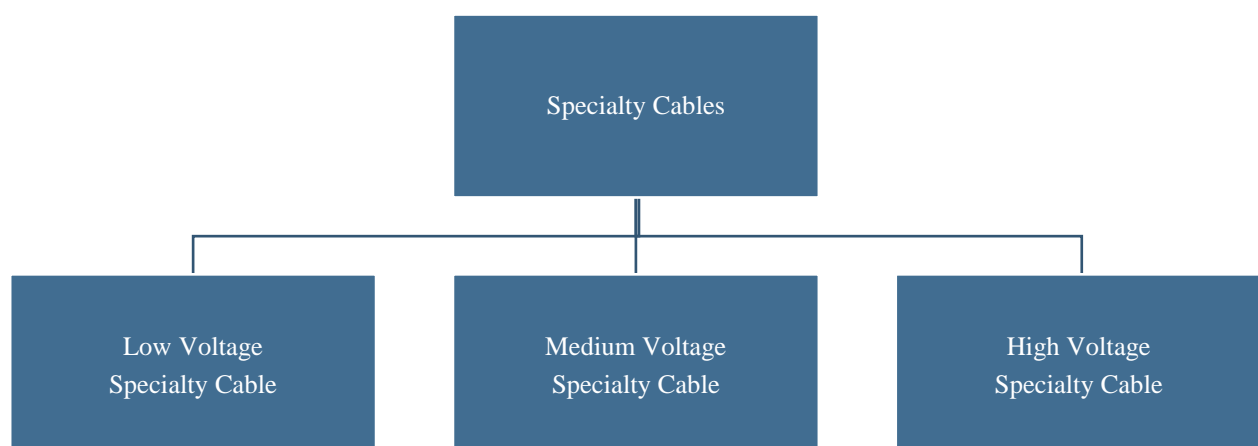 Specialty Cables
Low Voltage
Specialty Cable
Medium Voltage
Specialty Cable
High Voltage
Specialty Cable